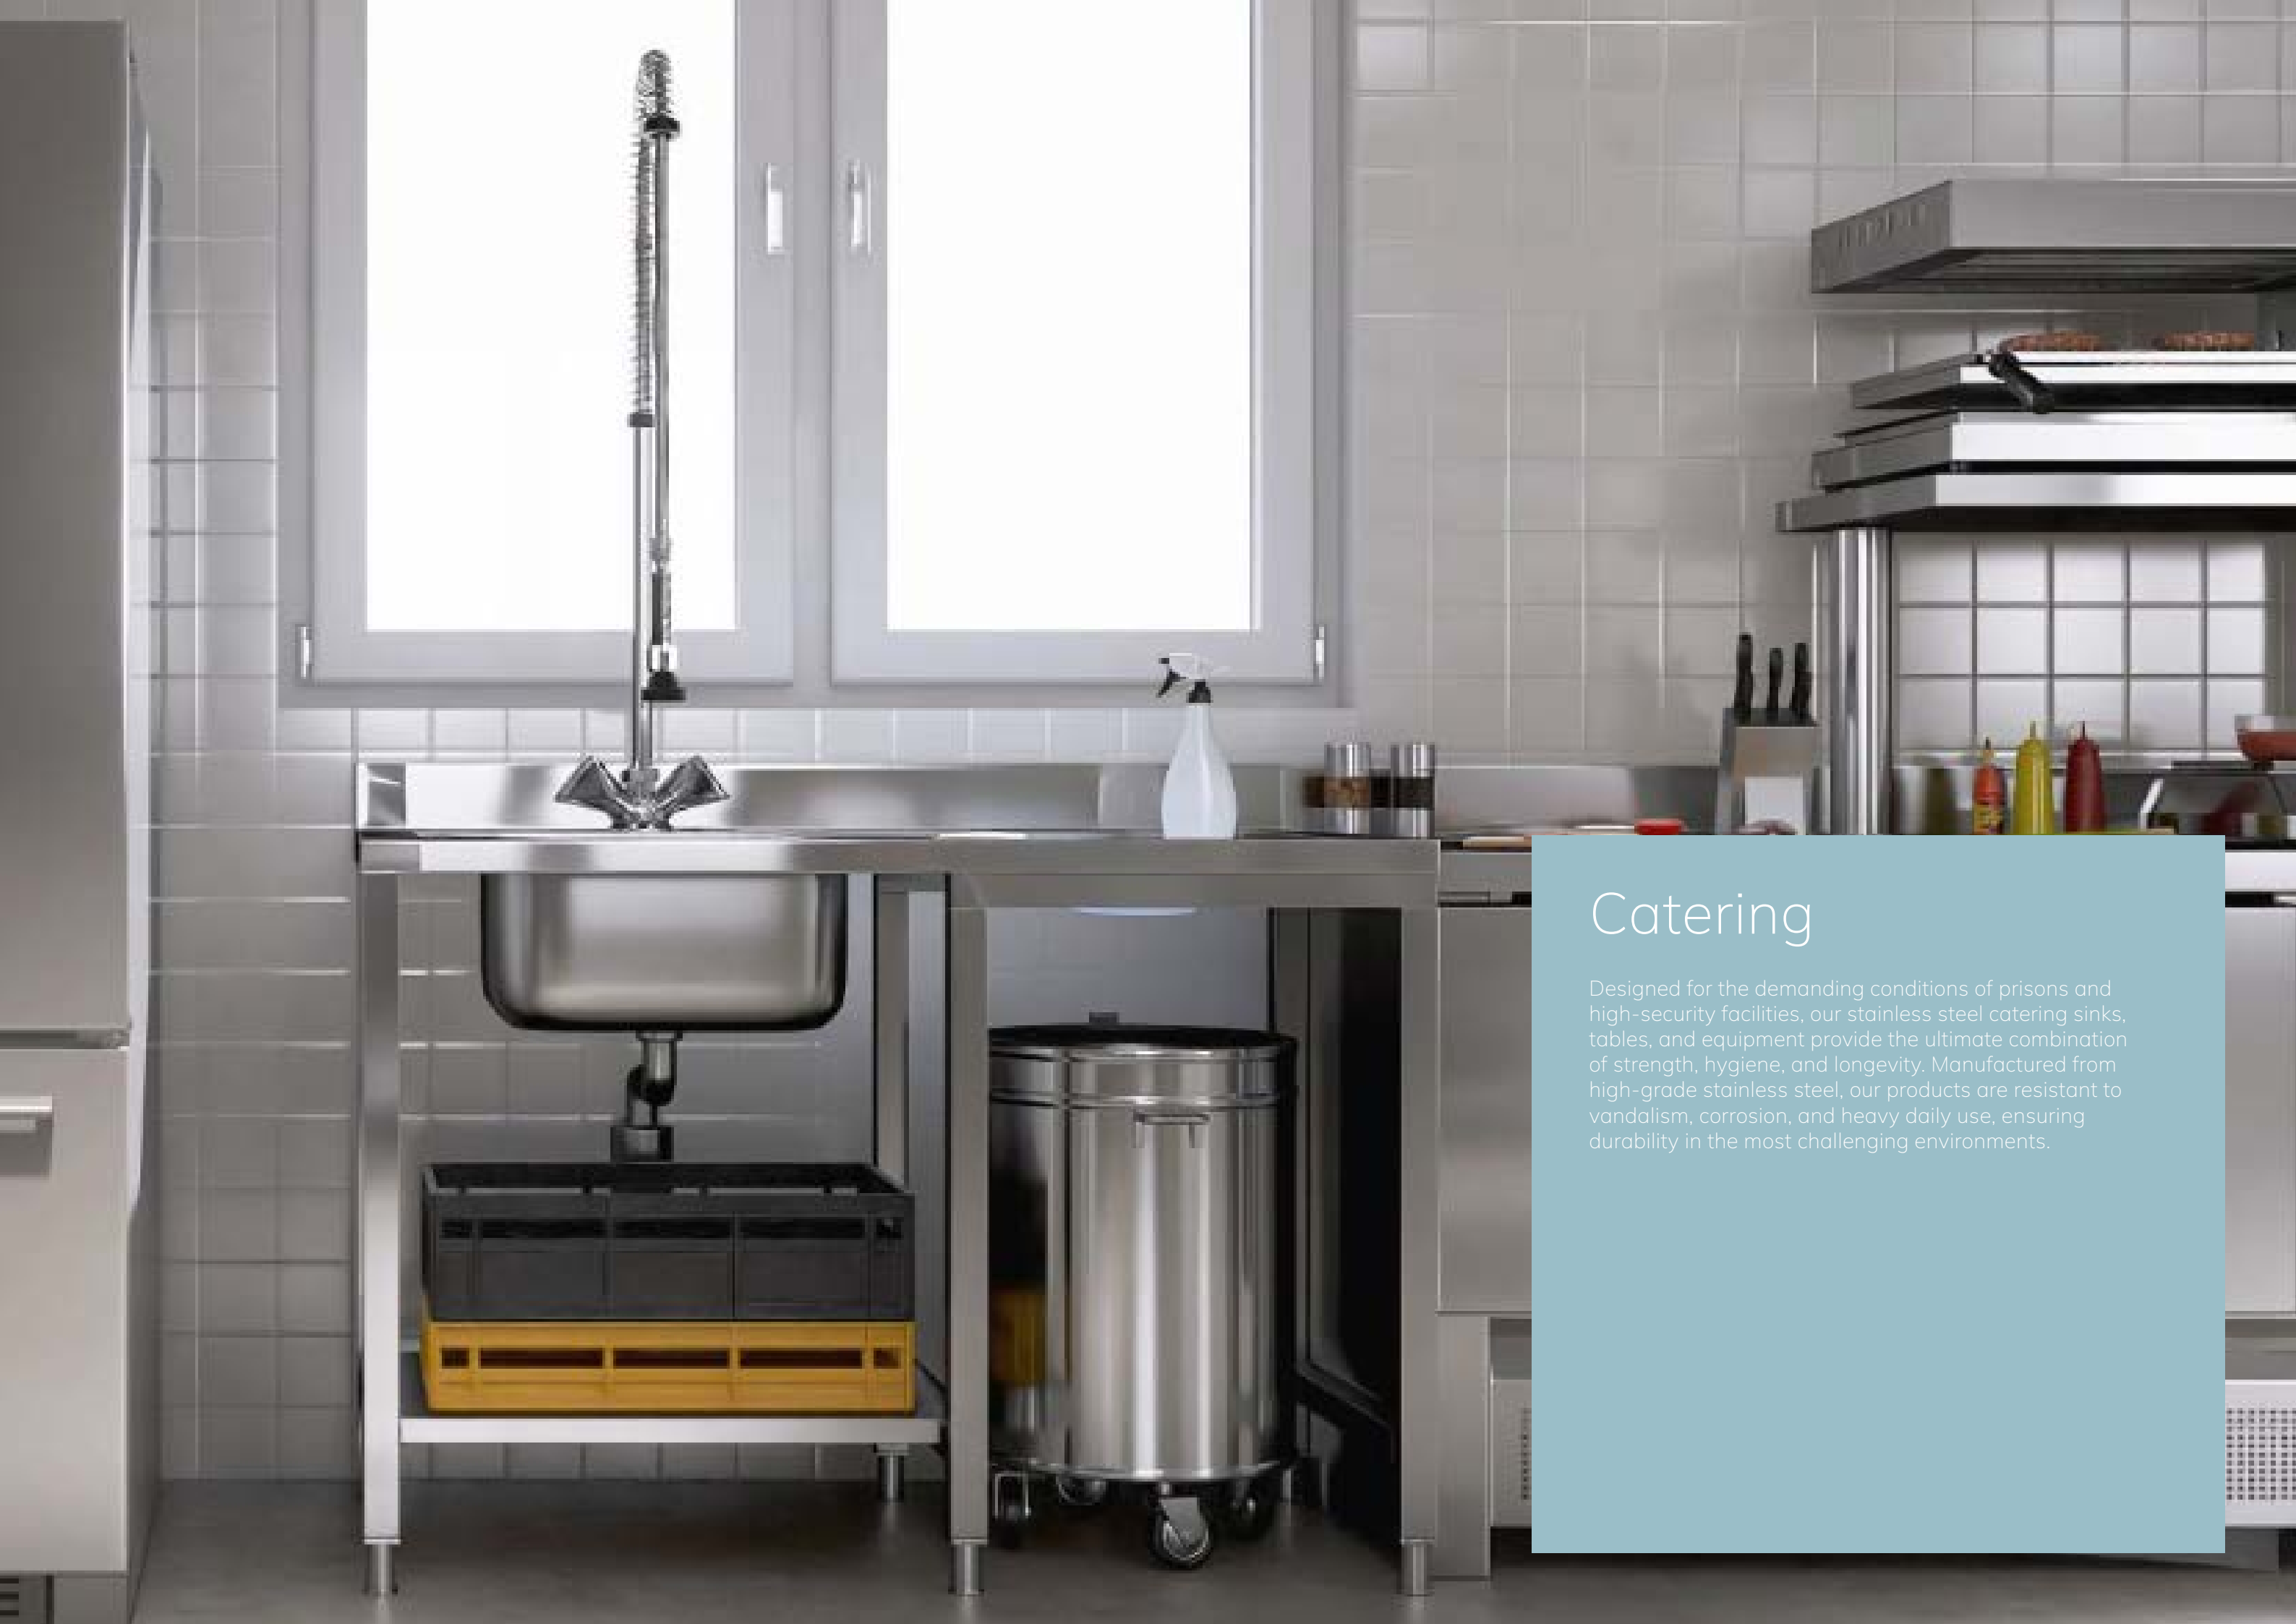 Catering
Designed for the demanding conditions of prisons and
high-security facilities, our stainless steel catering sinks,
tables, and equipment provide the ultimate combination
of strength, hygiene, and longevity. Manufactured from
high-grade stainless steel, our products are resistant to
vandalism, corrosion, and heavy daily use, ensuring
durability in the most challenging environments.